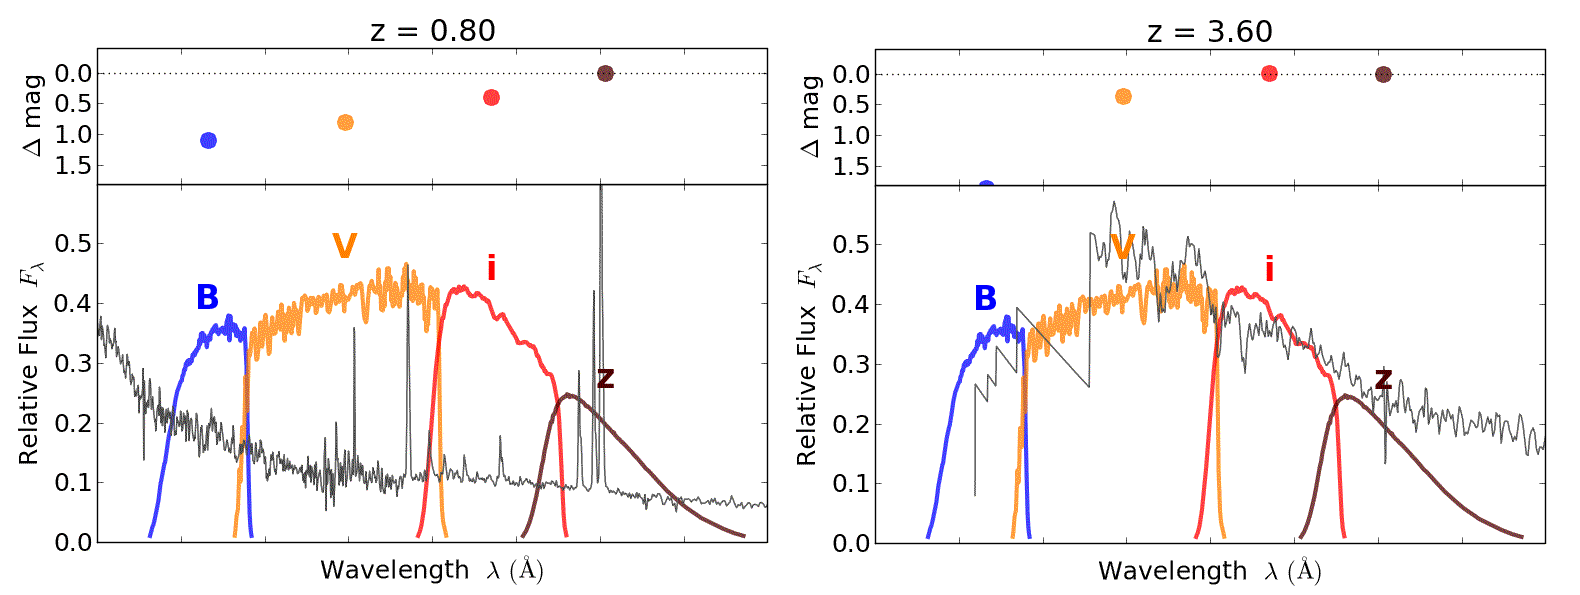 z = 0.80
0.0
0.5
1.0
1.5
Δ mag
0.5
0.4
0.3
0.2
0.1
0.0
Relative Flux F_λ
B
V
i
z
Wavelength λ (Å)
z = 3.60
0.0
0.5
1.0
1.5
Δ mag
0.5
0.4
0.3
0.2
0.1
0.0
Relative Flux F_λ
B
V
i
z
Wavelength λ (Å)